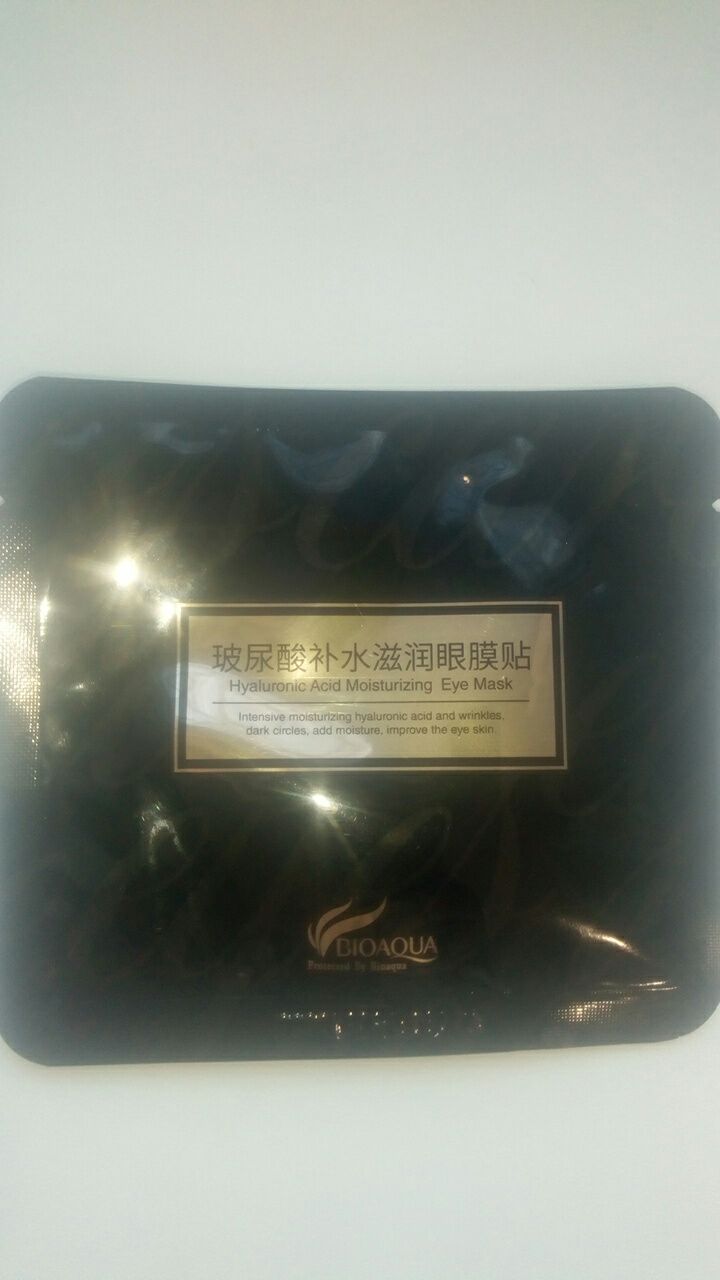 玻尿酸补水滋润眼膜贴
Hyaluronic Acid Moisturizing Eye Mask
Intensive moisturizing hyaluronic acid and wrinkles,
dark circles, add moisture, improve the eye skin
BIOAQUA
By Bioaqua